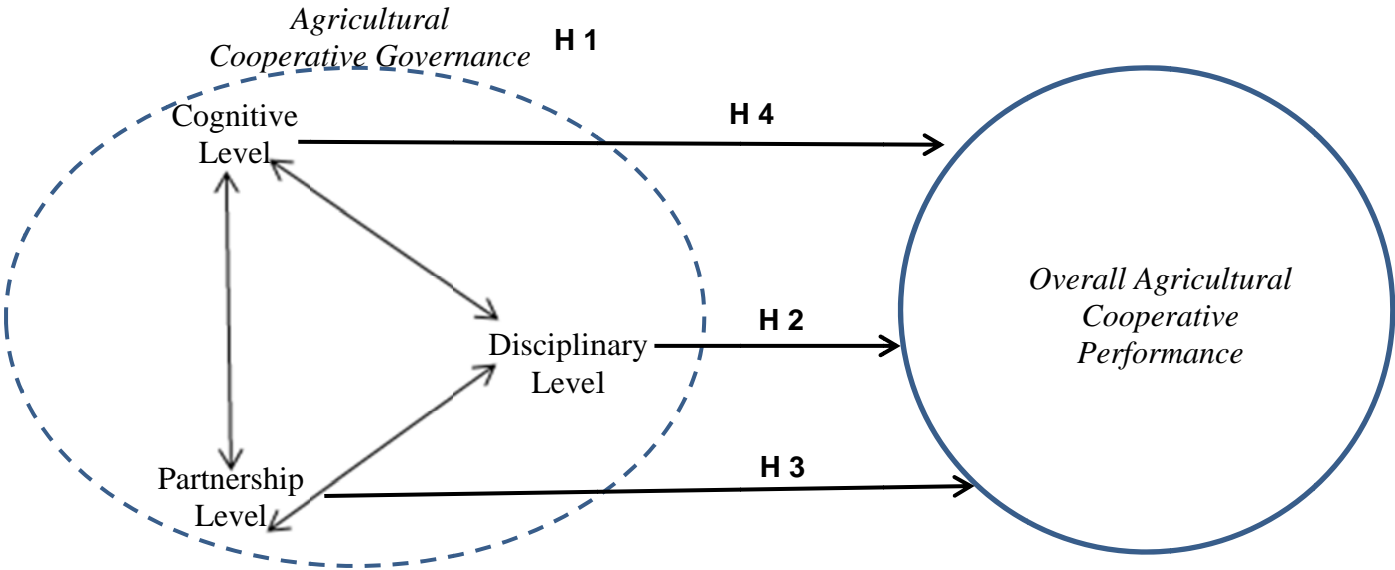 Agricultural
Cooperative Governance
H 1
Cognitive
Level
H 4
Disciplinary
Level
H 2
Partnership
Level
H 3
Overall Agricultural
Cooperative
Performance